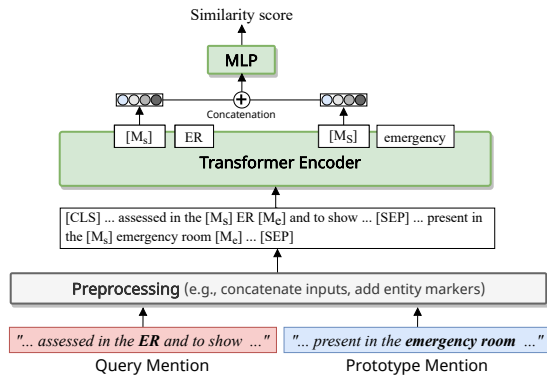 Similarity score
MLP
Concatenation
[Ms] ER [MS] emergency
Transformer Encoder
[CLS] ... assessed in the [Ms] ER [Me] and to show ... [SEP] ... present in
the [Ms] emergency room [Me] ... [SEP]
Preprocessing (e.g., concatenate inputs, add entity markers)
"... assessed in the ER and to show ..." "... present in the emergency room ..."
Query Mention Prototype Mention